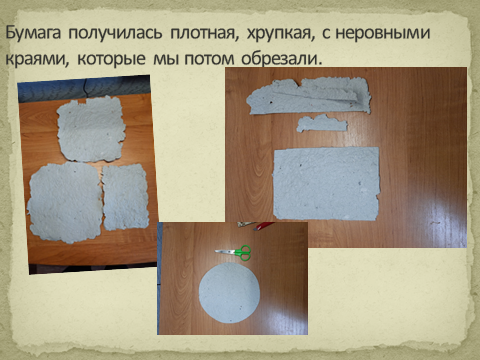 Бумага получилась плотная, хрупкая, с неровными
краями, которые мы потом обрезали.